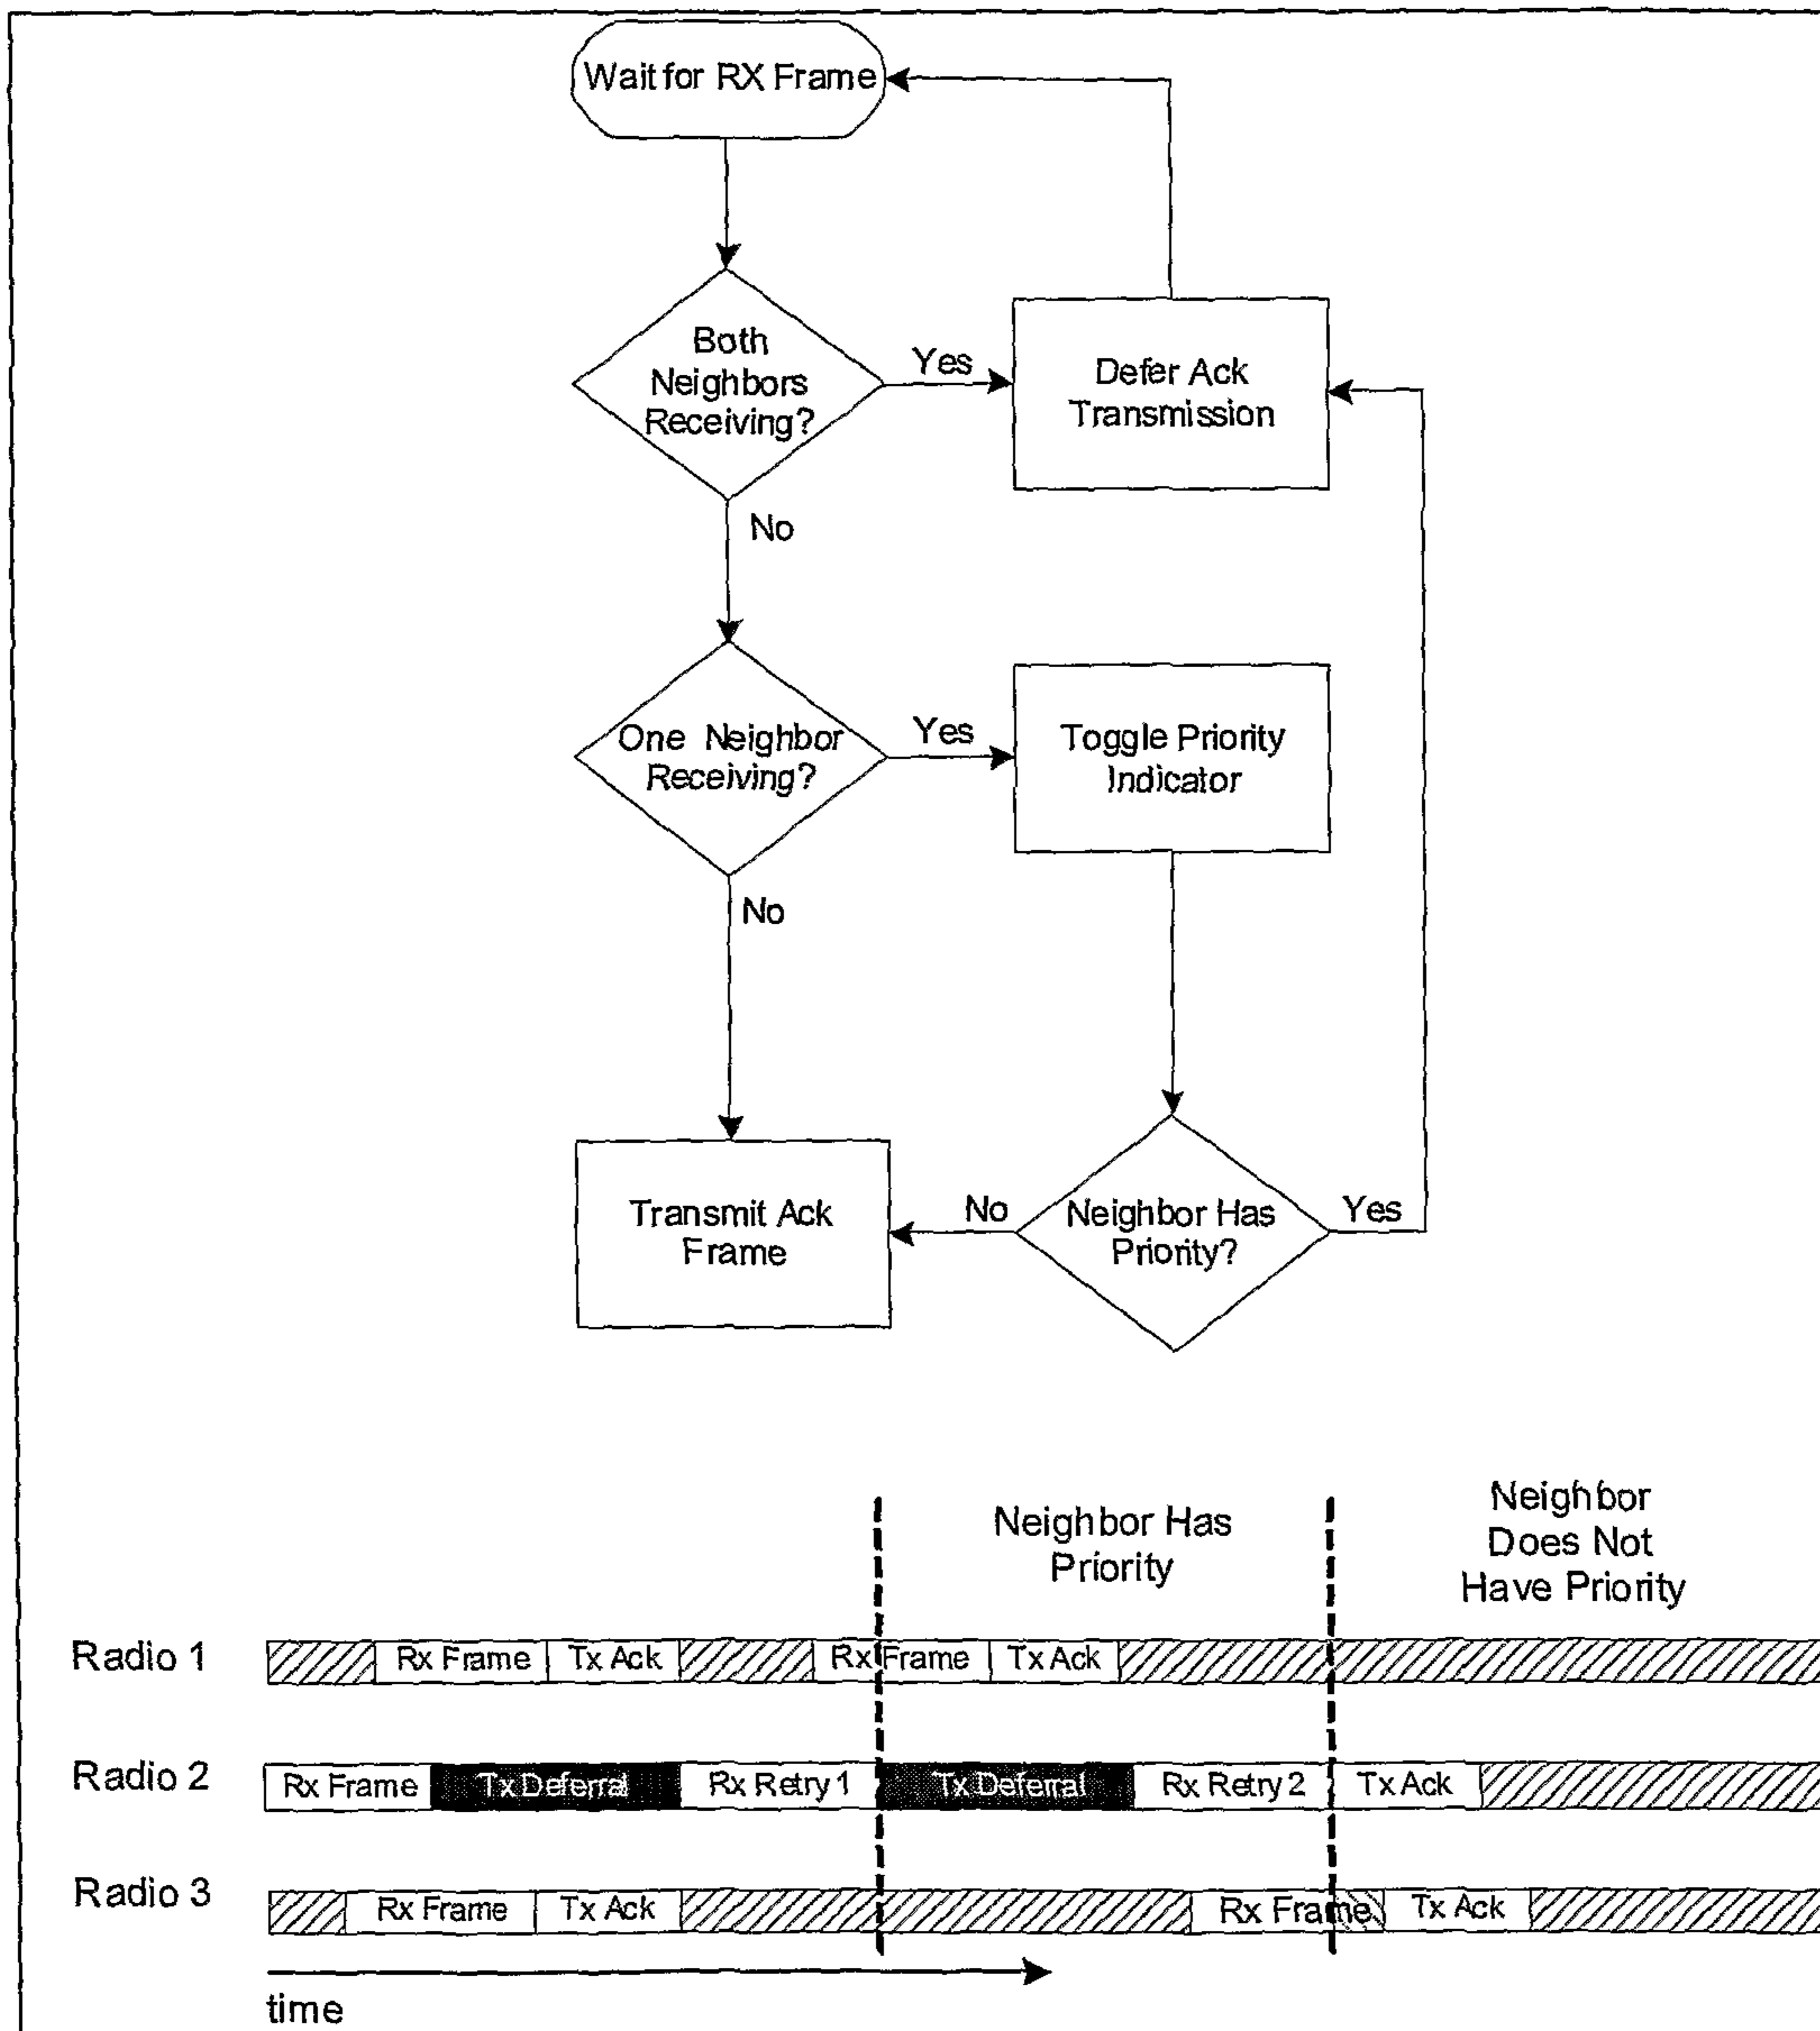 Wait for RX Frame
Both
Neighbors
Receiving?
Yes
Defer Ack
Transmission
No
One Neighbor
Receiving?
Yes
Toggle Priority
Indicator
No
Transmit Ack
Frame
No
Neighbor Has
Priority?
Yes
Neighbor Has
Priority
Neighbor
Does Not
Have Priority
Radio 1
Rx Frame
Tx Ack
Rx Frame
Tx Ack
Radio 2
Rx Frame
Tx Deferral
Rx Retry 1
Tx Deferral
Rx Retry 2
Tx Ack
Radio 3
Rx Frame
Tx Ack
Rx Frame
Tx Ack
time